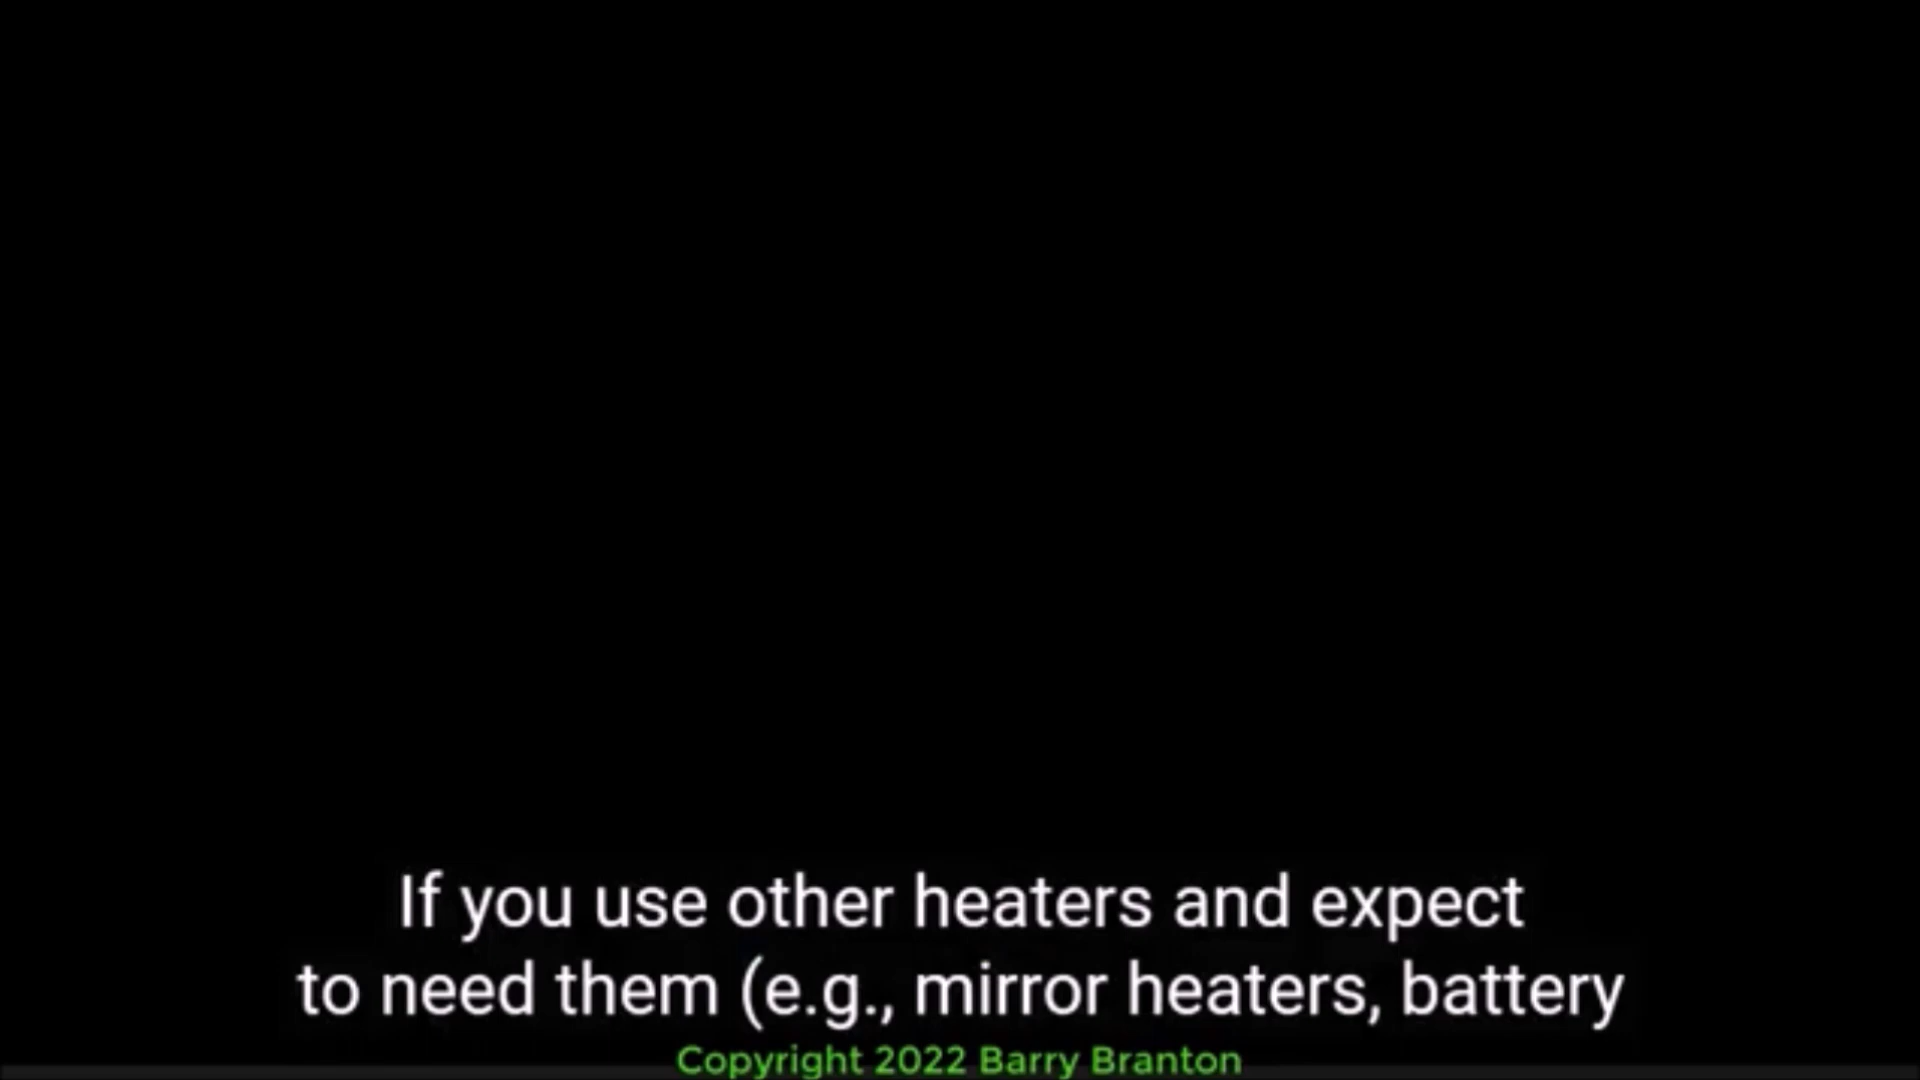 If you use other heaters and expect
to need them (e.g., mirror heaters, battery
Copyright 2022 Barry Branton